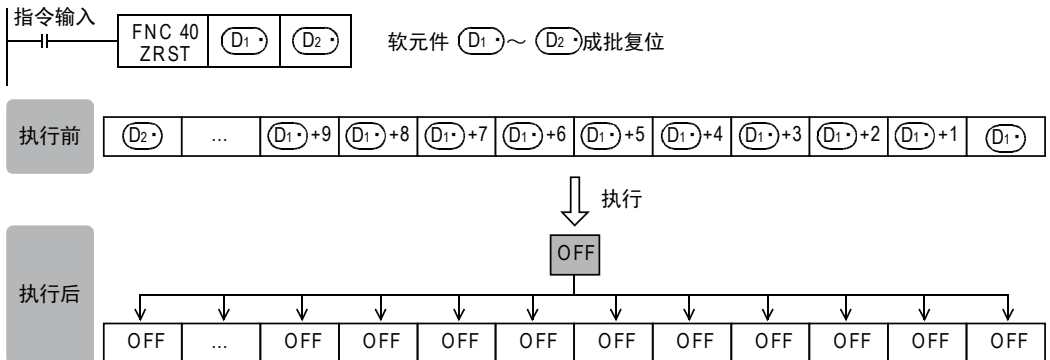 指令输入
FNC 40
ZRST
D1・
D2・
软元件 D1・～ D2・成批复位
执行前
D2・ ... D1・+9 D1・+8 D1・+7 D1・+6 D1・+5 D1・+4 D1・+3 D1・+2 D1・+1 D1・
执行
OFF
执行后
OFF ... OFF OFF OFF OFF OFF OFF OFF OFF OFF OFF